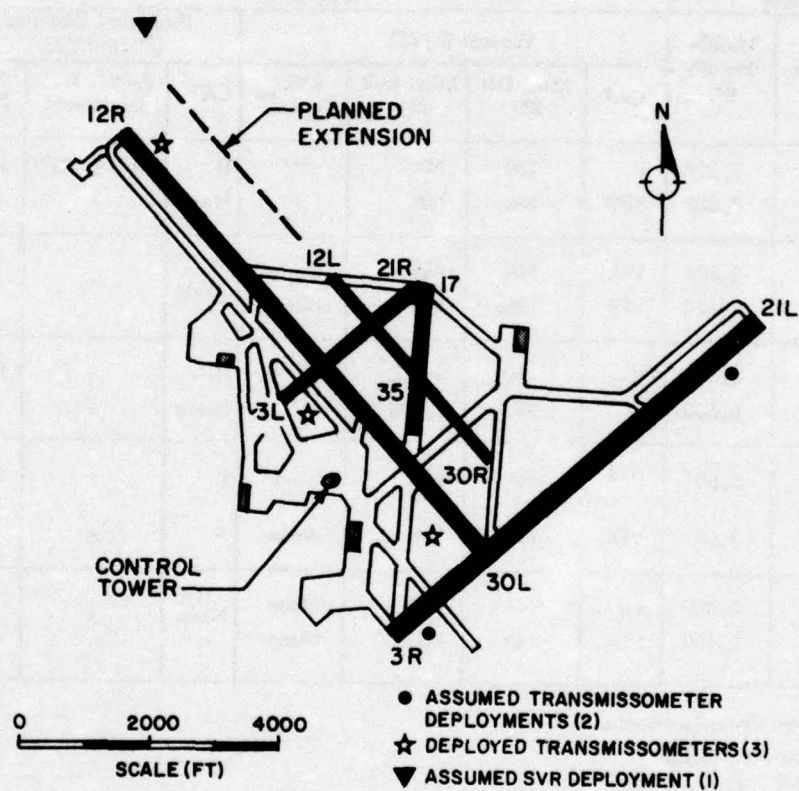 PLANNED
EXTENSION
12R
N
12L
21R
17
21L
3L
35
30R
CONTROL
TOWER
30L
3R
0 2000 4000
SCALE (FT)
ASSUMED TRANSMISSOMETER
DEPLOYMENTS (2)
DEPLOYED TRANSMISSOMETERS (3)
ASSUMED SVR DEPLOYMENT (1)